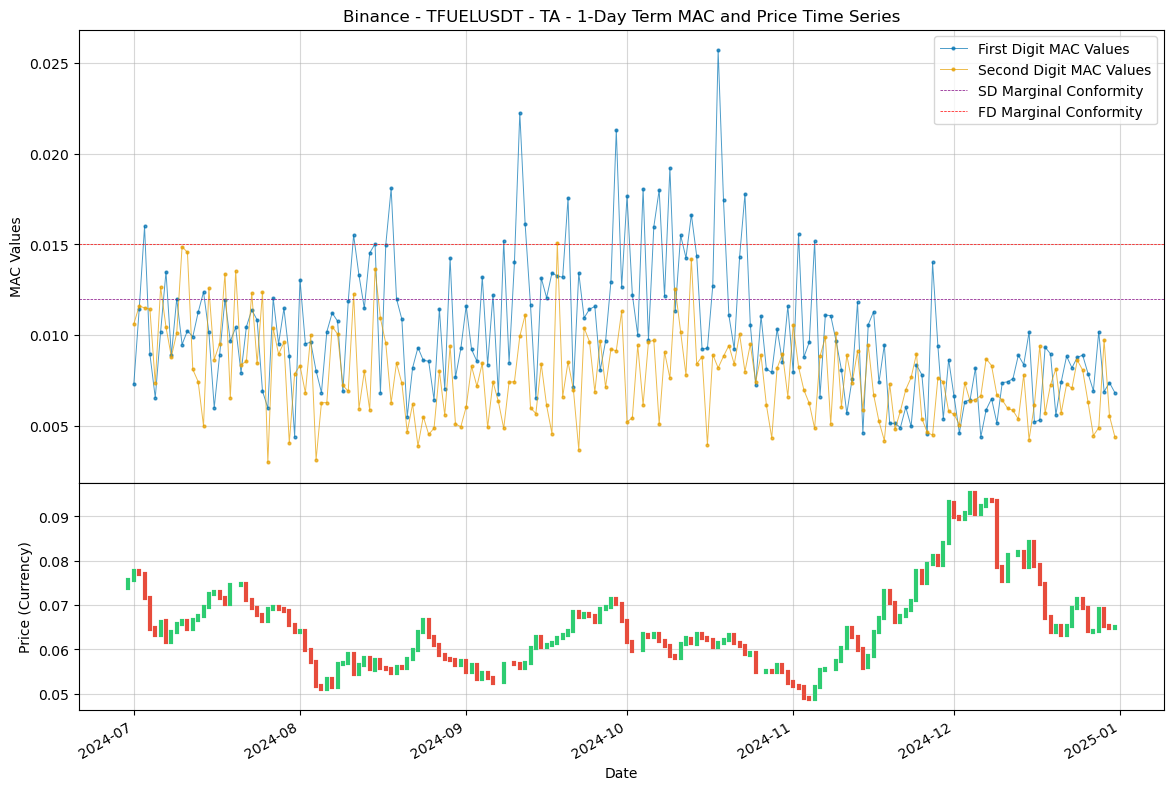 Binance - TFUELUSDT - TA - 1-Day Term MAC and Price Time Series
First Digit MAC Values
Second Digit MAC Values
SD Marginal Conformity
FD Marginal Conformity
MAC Values
0.025
0.020
0.015
0.010
0.005
Price (Currency)
0.09
0.08
0.07
0.06
0.05
2024-07
2024-08
2024-09
2024-10
2024-11
2024-12
2025-01
Date